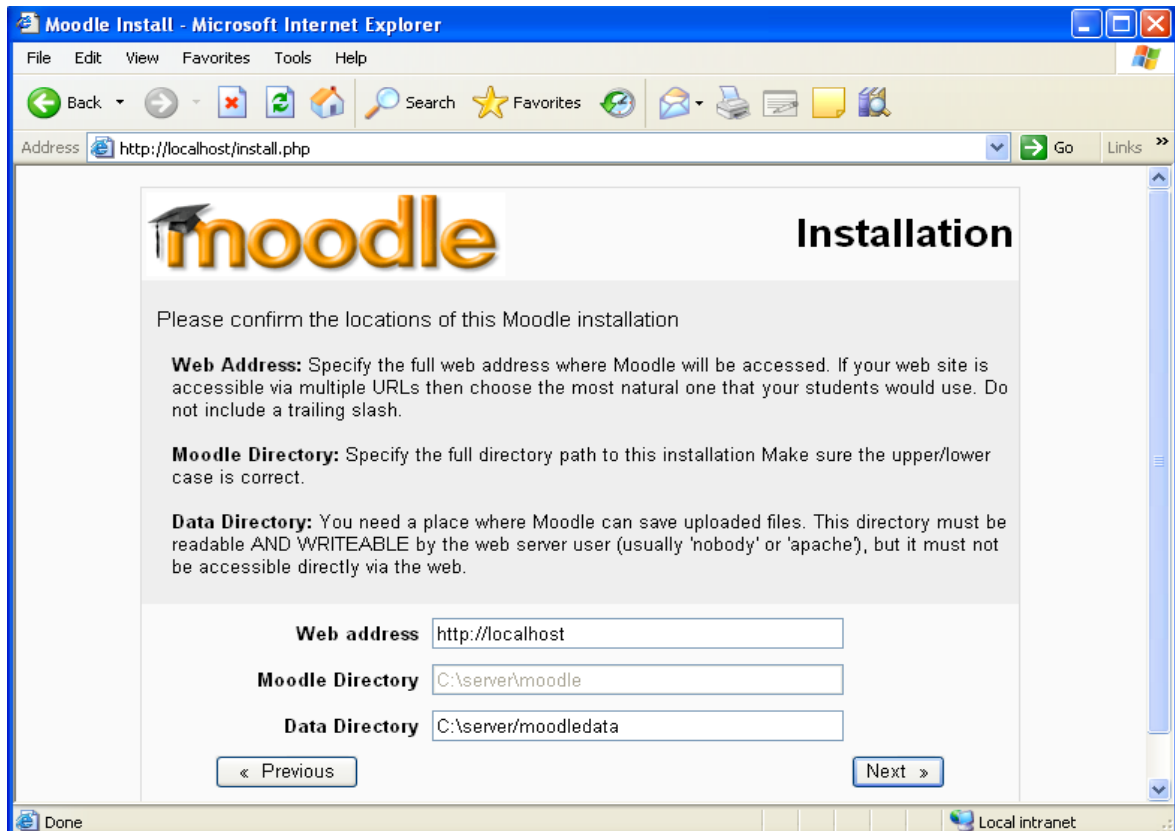 Moodle Install - Microsoft Internet Explorer
File Edit View Favorites Tools Help
Back Search Favorites
Address http://localhost/install.php Go Links »
moodle Installation
Please confirm the locations of this Moodle installation
Web Address: Specify the full web address where Moodle will be accessed. If your web site is
accessible via multiple URLs then choose the most natural one that your students would use. Do
not include a trailing slash.
Moodle Directory: Specify the full directory path to this installation Make sure the upper/lower
case is correct.
Data Directory: You need a place where Moodle can save uploaded files. This directory must be
readable AND WRITEABLE by the web server user (usually 'nobody' or 'apache'), but it must not
be accessible directly via the web.
Web address http://localhost
Moodle Directory C:\server\moodle
Data Directory C:\server/moodledata
« Previous Next »
Done Local intranet